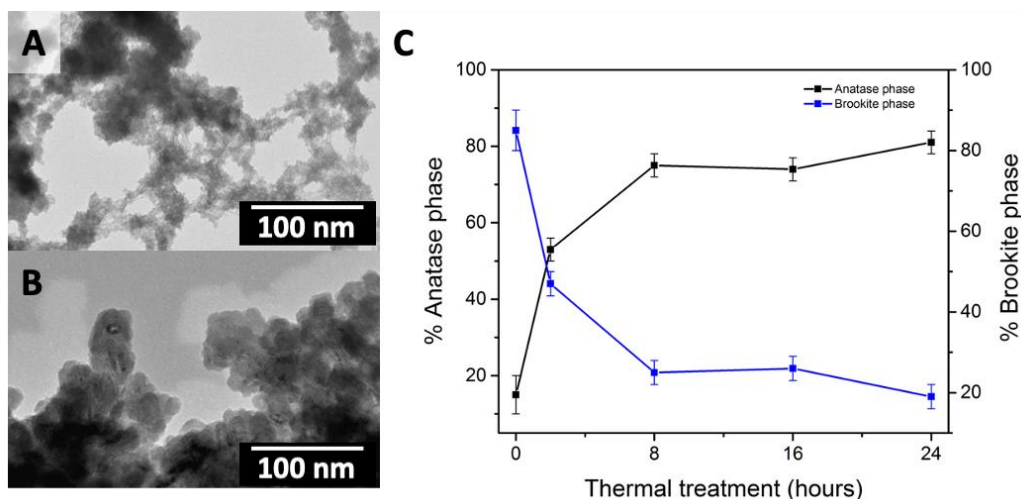 A
100 nm
B
100 nm
C
Anatase phase
Brookite phase
100
80
60
40
20
% Anatase phase
100
80
60
40
20
% Brookite phase
0
8
16
24
Thermal treatment (hours)